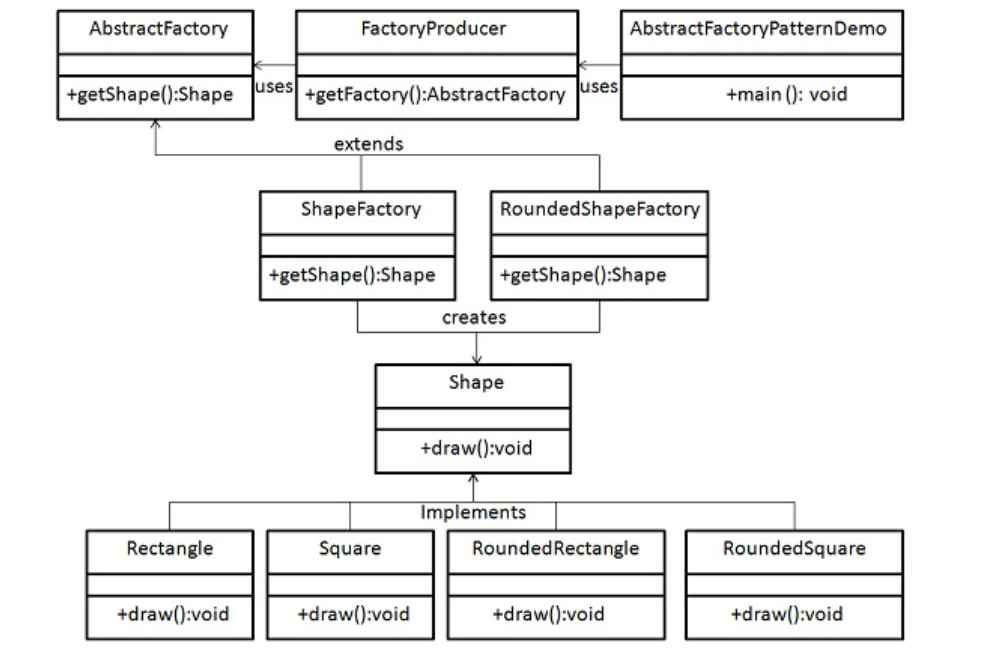 AbstractFactory
+getShape():Shape
uses
FactoryProducer
+getFactory():AbstractFactory
uses
AbstractFactoryPatternDemo
+main (): void
extends
ShapeFactory
+getShape():Shape
RoundedShapeFactory
+getShape():Shape
creates
Shape
+draw():void
Implements
Rectangle
+draw():void
Square
+draw():void
RoundedRectangle
+draw():void
RoundedSquare
+draw():void